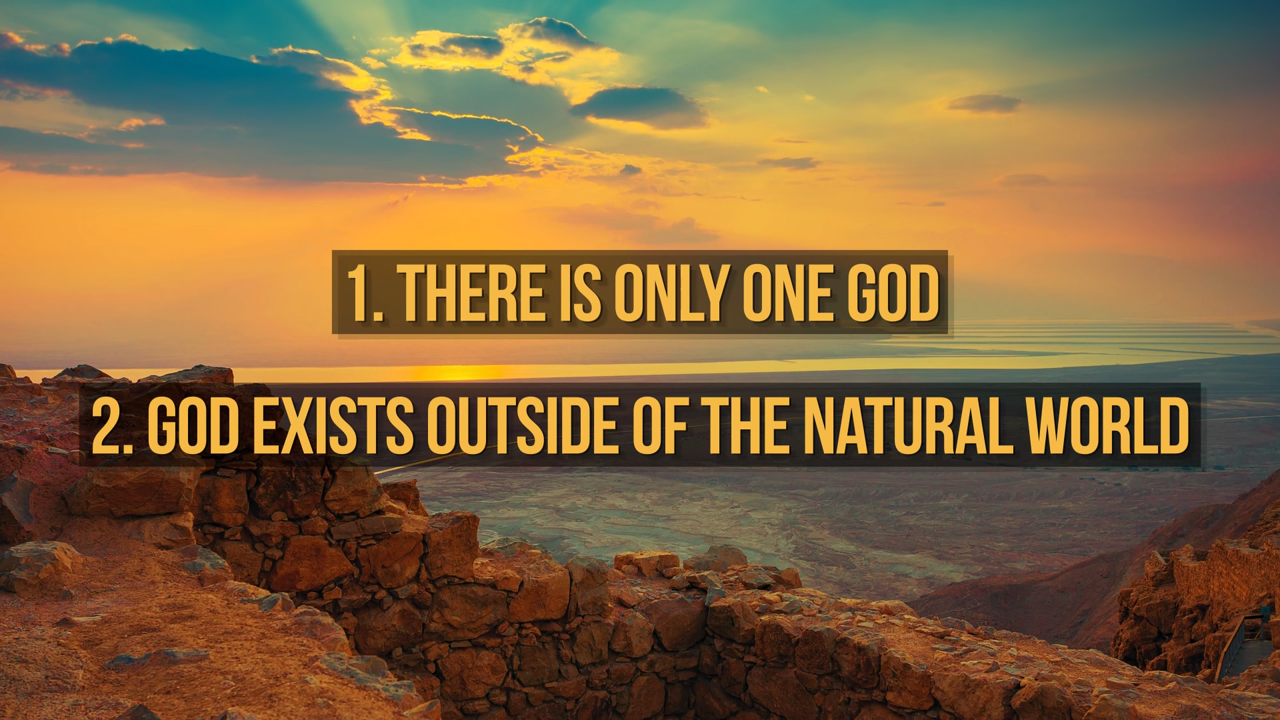 1. THERE IS ONLY ONE GOD
2. GOD EXISTS OUTSIDE OF THE NATURAL WORLD